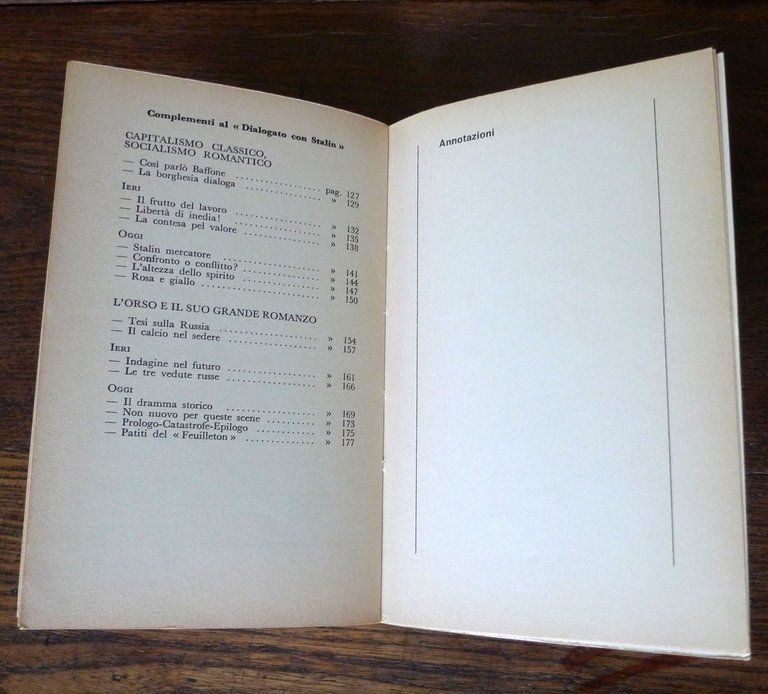 Complementi al « Dialogato con Stalin »
CAPITALISMO CLASSICO,
SOCIALISMO ROMANTICO
— Così parlò Baffone .................... pag. 127
— La borghesia dialoga .................. » 129
IERI
— Il frutto del lavoro .................. » 132
— Libertà di inedia! .................... » 135
— La contesa pel valore ................. » 138
OGGI
— Stalin mercatore ...................... » 141
— Confronto o conflitto? ................ » 144
— L'altezza dello spirito ............... » 147
— Rosa e giallo ......................... » 150
L'ORSO E IL SUO GRANDE ROMANZO
— Tesi sulla Russia ..................... » 154
— Il calcio nel sedere .................. » 157
IERI
— Indagine nel futuro ................... » 161
— Le tre vedute russe ................... » 166
OGGI
— Il dramma storico ..................... » 169
— Non nuovo per queste scene ............ » 173
— Prologo-Catastrofe-Epilogo ............ » 175
— Patiti del « Feuilleton » ............. » 177
Annotazioni